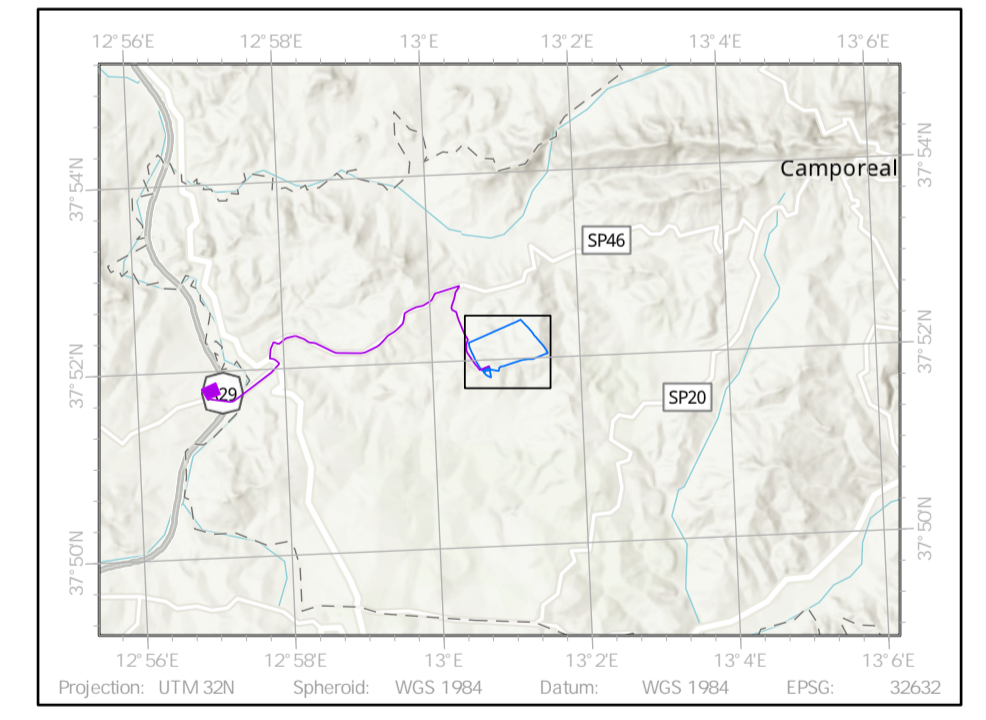 12°56'E 12°58'E 13°E 13°2'E 13°4'E 13°6'E
37°54'N 37°54'N
Camporeal
SP46
37°52'N 37°52'N
29
SP20
37°50'N 37°50'N
12°56'E 12°58'E 13°E 13°2'E 13°4'E 13°6'E
Projection: UTM 32N Spheroid: WGS 1984 Datum: WGS 1984 EPSG: 32632